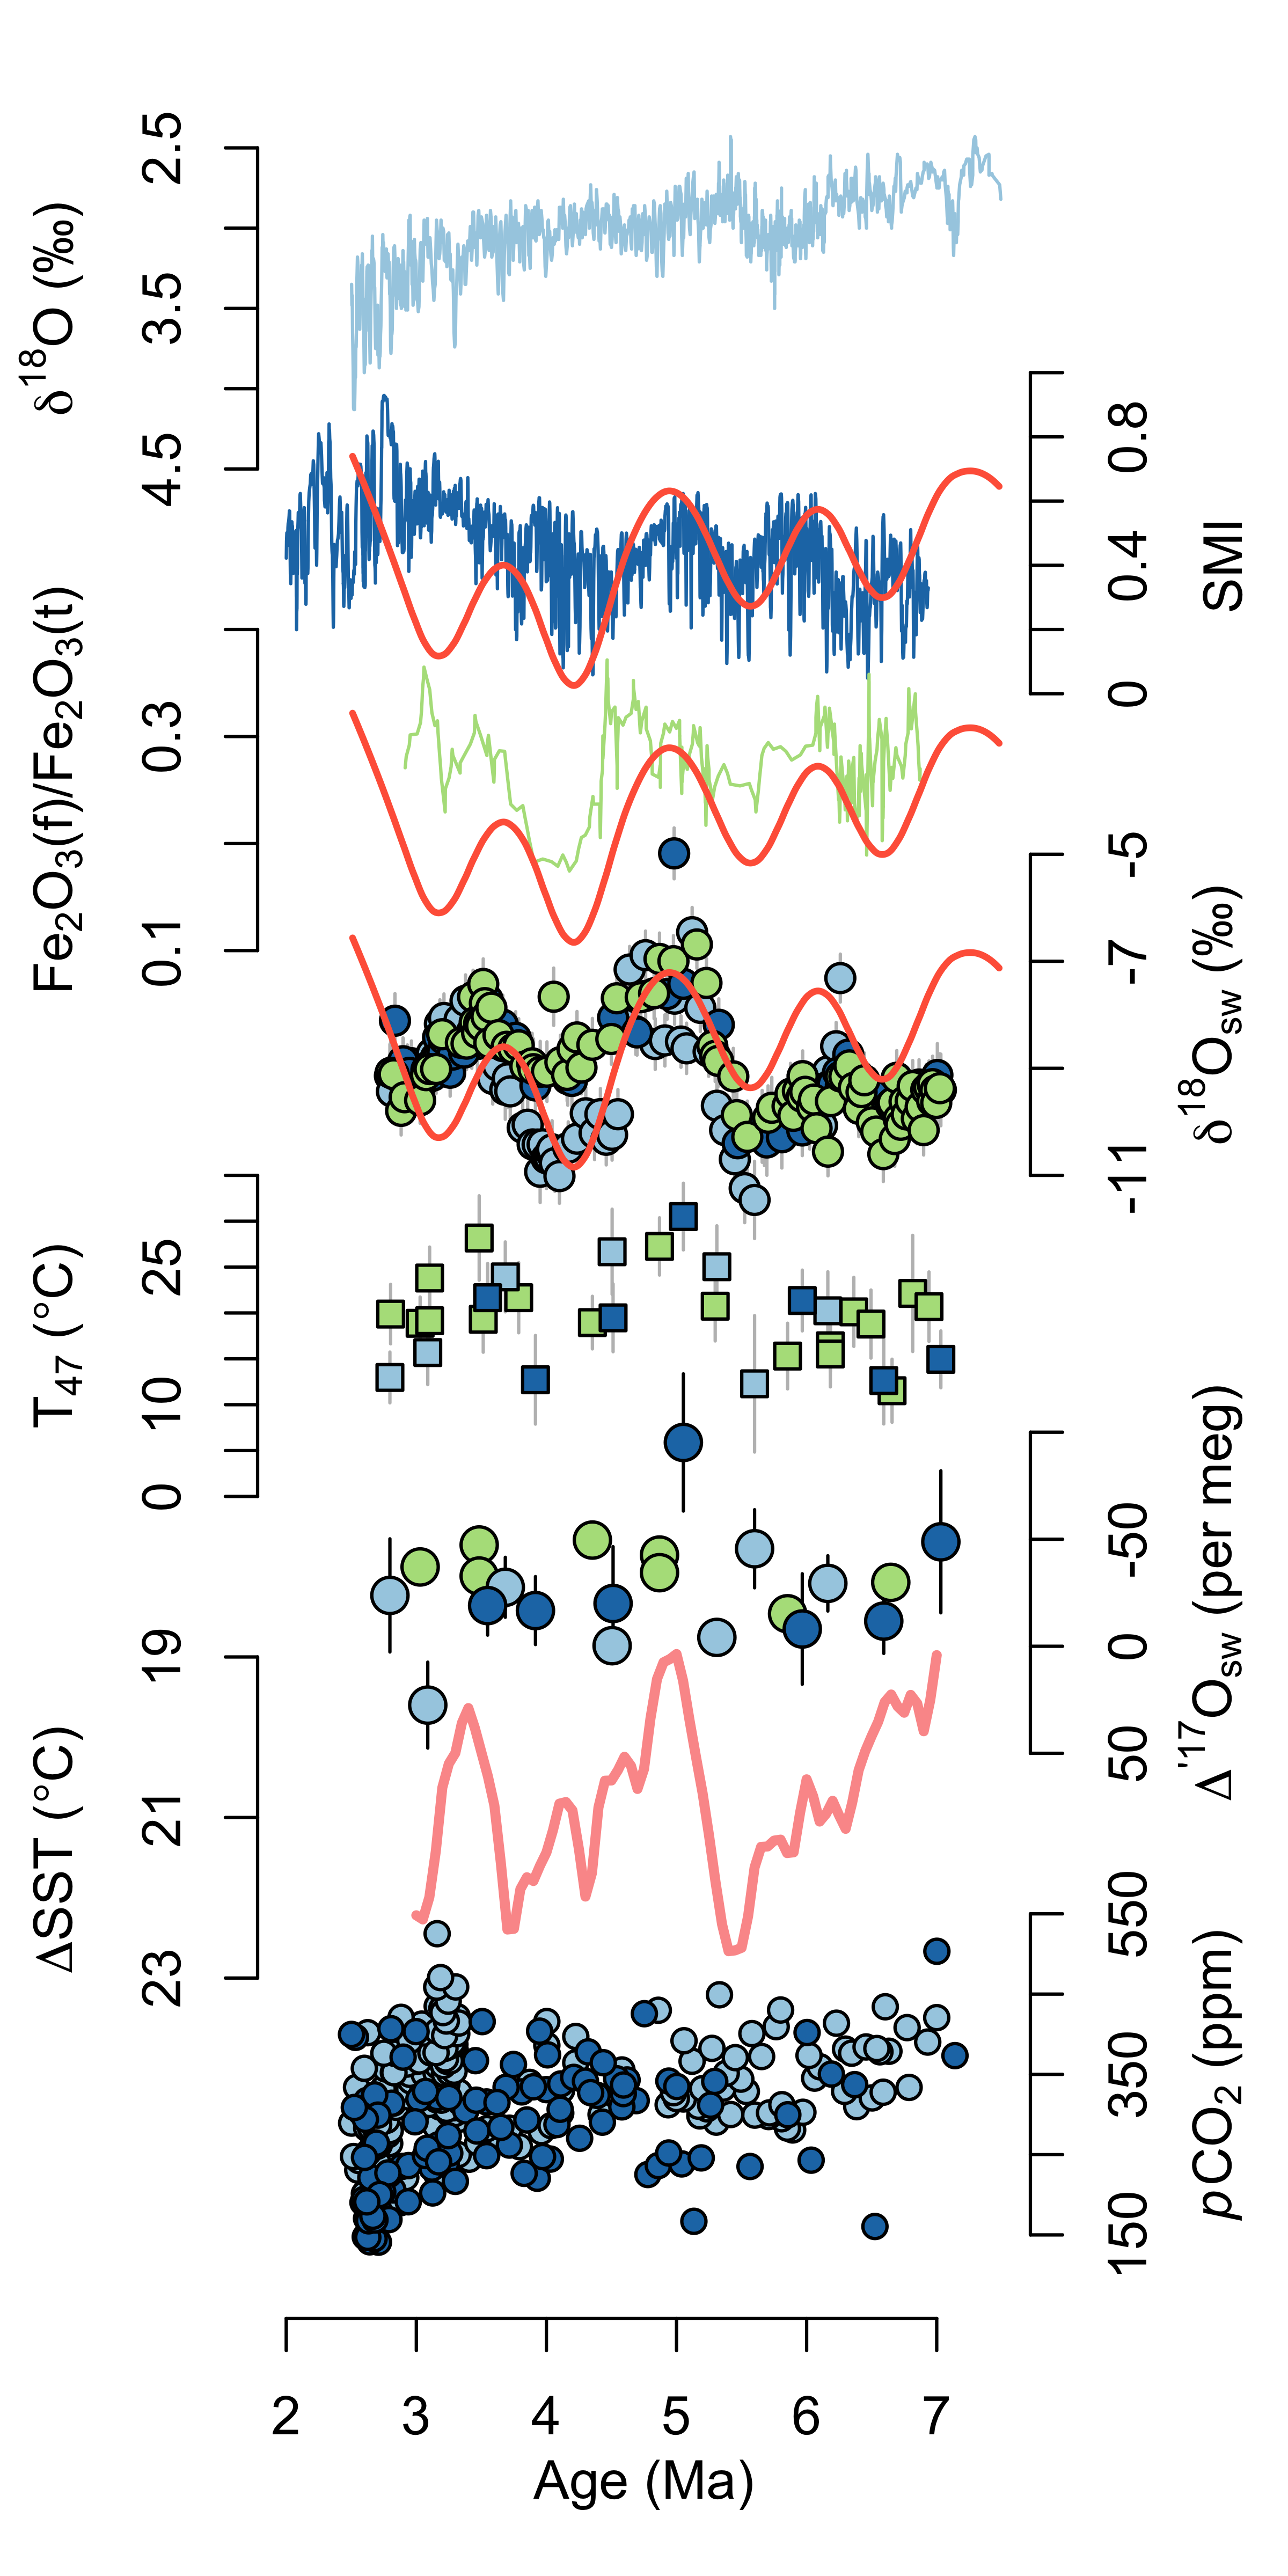 δ¹⁸O (‰)
2.5
3.5
4.5
SMI
0.8
0.4
0
Fe₂O₃(f)/Fe₂O₃(t)
0.3
0.1
δ¹⁸Osw (‰)
-5
-7
-11
T₄₇ (°C)
25
10
0
Δ'¹⁷Osw (per meg)
-50
0
50
ΔSST (°C)
19
21
23
pCO₂ (ppm)
550
350
150
2 3 4 5 6 7
Age (Ma)